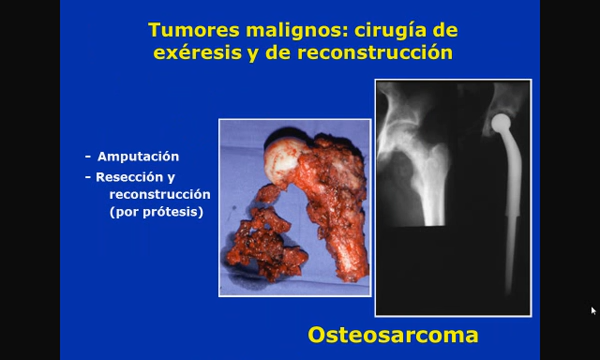 Tumores malignos: cirugía de
exéresis y de reconstrucción
- Amputación
- Resección y
reconstrucción
(por prótesis)
Osteosarcoma